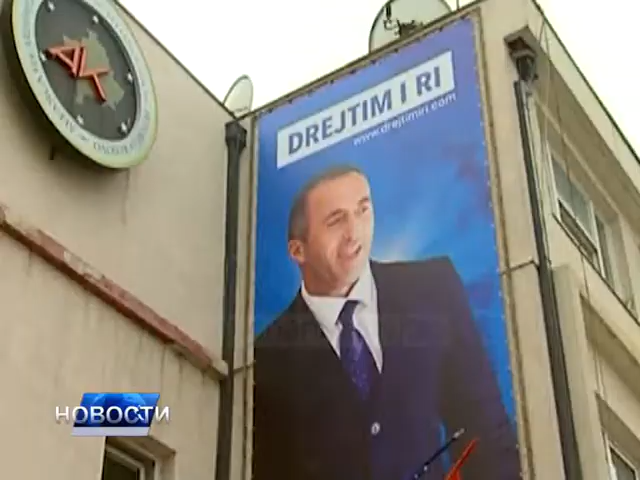 AAK
DREJTIM I RI
www.drejtimiri.com
НОВОСТИ